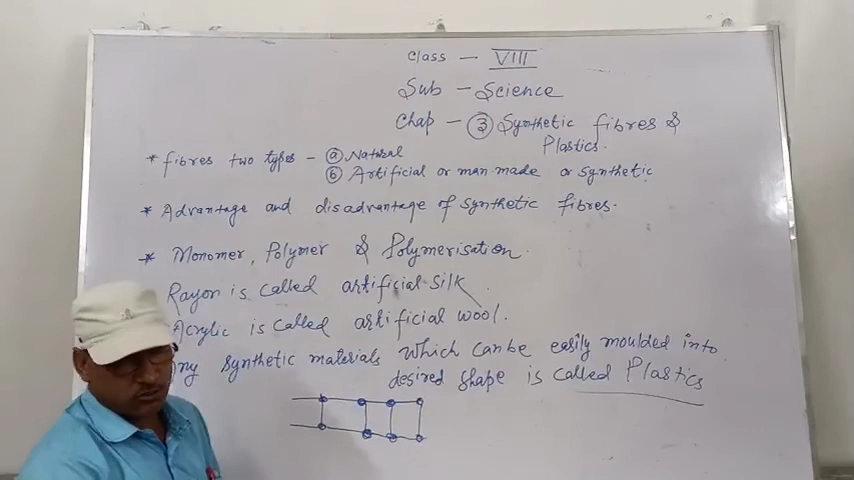 Class - VIII
Sub - Science
Chap - ③ Synthetic fibres &
Plastics.
* fibres two types - ⓐ Natural
ⓑ Artificial or man made or synthetic
* Advantage and disadvantage of synthetic fibres.
* Monomer, Polymer & Polymerisation.
Rayon is called artificial silk
Acrylic is called artificial wool.
Any synthetic materials which can be easily moulded into
desired shape is called Plastics